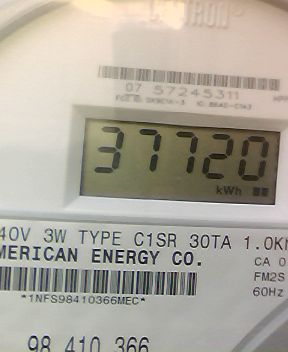 ITRON
07 57245311
37720
kWh
40V 3W TYPE C1SR 30TA 1.0K
MERICAN ENERGY CO.
CA 0
FM2S
60Hz
*1NFS98410366MEC*
98 410 366